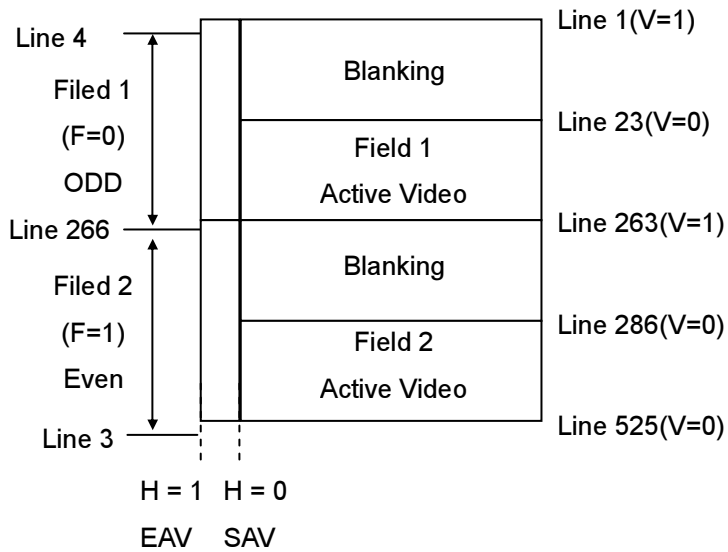 Line 4
Filed 1
(F=0)
ODD
Line 266
Filed 2
(F=1)
Even
Line 3
Blanking
Field 1
Active Video
Blanking
Field 2
Active Video
Line 1(V=1)
Line 23(V=0)
Line 263(V=1)
Line 286(V=0)
Line 525(V=0)
H = 1 H = 0
EAV SAV